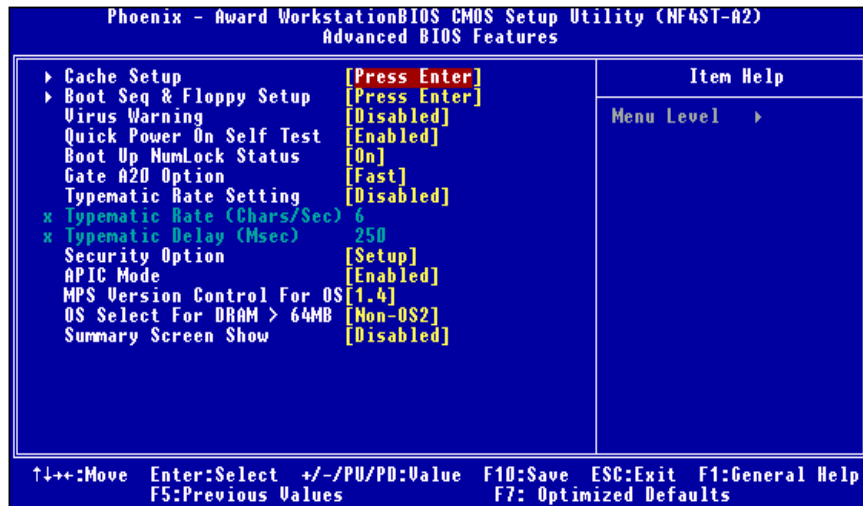 Phoenix - Award WorkstationBIOS CMOS Setup Utility (NF4ST-A2)
Advanced BIOS Features
▸ Cache Setup [Press Enter]
▸ Boot Seq & Floppy Setup [Press Enter]
Virus Warning [Disabled]
Quick Power On Self Test [Enabled]
Boot Up NumLock Status [On]
Gate A20 Option [Fast]
Typematic Rate Setting [Disabled]
x Typematic Rate (Chars/Sec) 6
x Typematic Delay (Msec) 250
Security Option [Setup]
APIC Mode [Enabled]
MPS Version Control For OS[1.4]
OS Select For DRAM > 64MB [Non-OS2]
Summary Screen Show [Disabled]
Item Help
Menu Level ▸
↑↓→←:Move Enter:Select +/-/PU/PD:Value F10:Save ESC:Exit F1:General Help
F5:Previous Values F7: Optimized Defaults